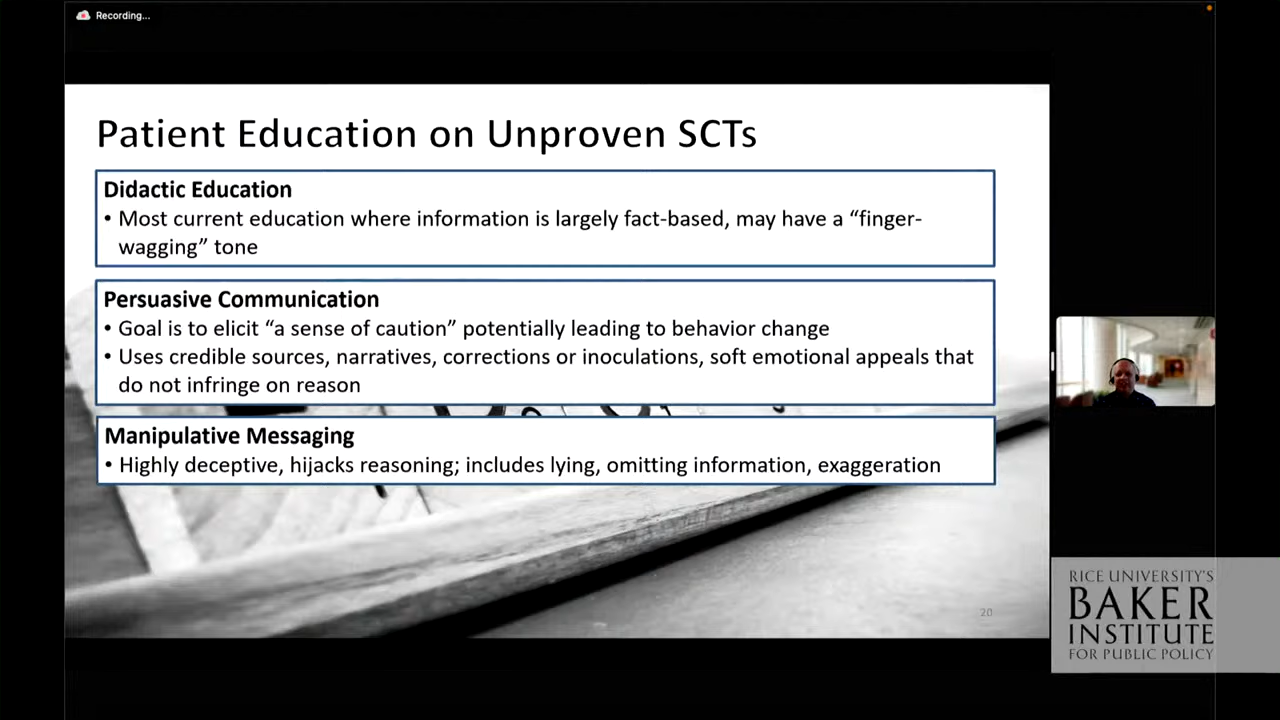 Recording...
Patient Education on Unproven SCTs
Didactic Education
• Most current education where information is largely fact-based, may have a “finger-
wagging” tone
Persuasive Communication
• Goal is to elicit “a sense of caution” potentially leading to behavior change
• Uses credible sources, narratives, corrections or inoculations, soft emotional appeals that
do not infringe on reason
Manipulative Messaging
• Highly deceptive, hijacks reasoning; includes lying, omitting information, exaggeration
20
RICE UNIVERSITY'S
BAKER
INSTITUTE
FOR PUBLIC POLICY